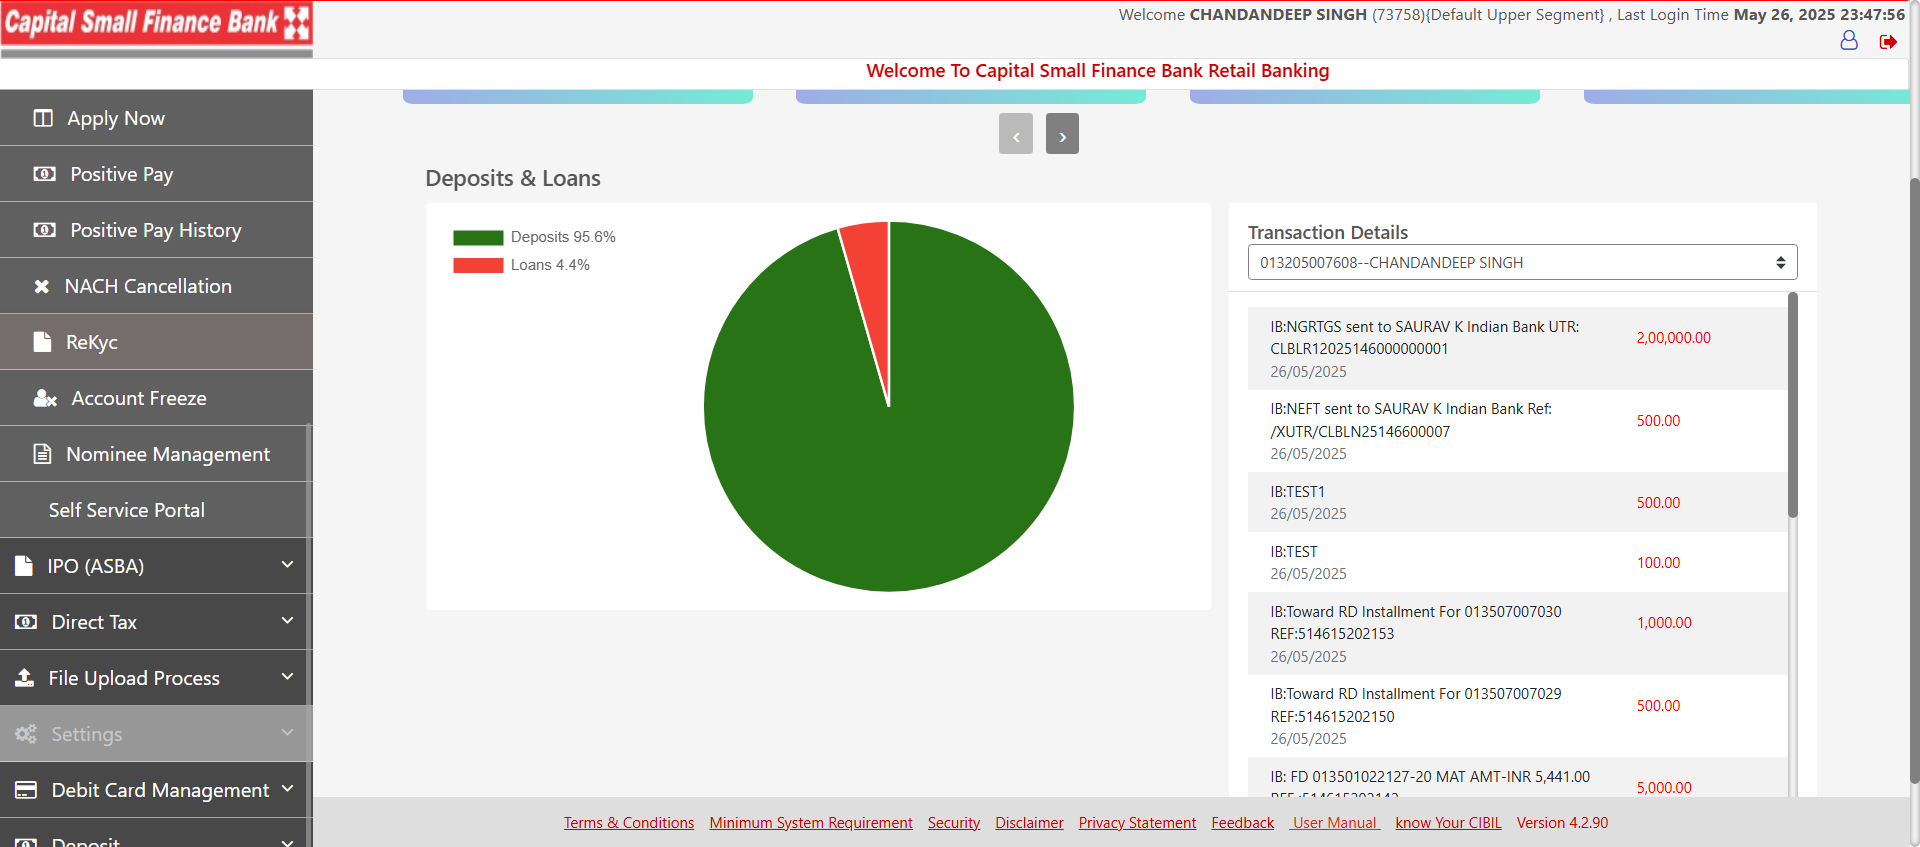 Capital Small Finance Bank
Welcome CHANDANDEEP SINGH (73758){Default Upper Segment} , Last Login Time May 26, 2025 23:47:56
Welcome To Capital Small Finance Bank Retail Banking
Apply Now
Positive Pay
Positive Pay History
NACH Cancellation
ReKyc
Account Freeze
Nominee Management
Self Service Portal
IPO (ASBA)
Direct Tax
File Upload Process
Settings
Debit Card Management
Deposit
‹ ›
Deposits & Loans
Deposits 95.6%
Loans 4.4%
Transaction Details
013205007608--CHANDANDEEP SINGH
IB:NGRTGS sent to SAURAV K Indian Bank UTR:
CLBLR12025146000000001
2,00,000.00
26/05/2025
IB:NEFT sent to SAURAV K Indian Bank Ref:
/XUTR/CLBLN25146600007
500.00
26/05/2025
IB:TEST1
500.00
26/05/2025
IB:TEST
100.00
26/05/2025
IB:Toward RD Installment For 013507007030
REF:514615202153
1,000.00
26/05/2025
IB:Toward RD Installment For 013507007029
REF:514615202150
500.00
26/05/2025
IB: FD 013501022127-20 MAT AMT-INR 5,441.00
5,000.00
Terms & Conditions Minimum System Requirement Security Disclaimer Privacy Statement Feedback User Manual know Your CIBIL Version 4.2.90